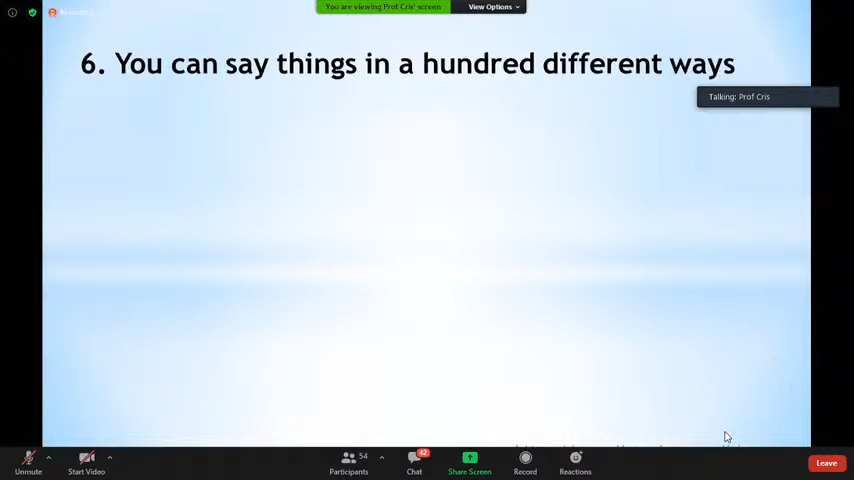 You are viewing Prof Cris' screen
View Options
6. You can say things in a hundred different ways
Talking: Prof Cris
Unmute
Start Video
54
Participants
42
Chat
Share Screen
Record
Reactions
Leave